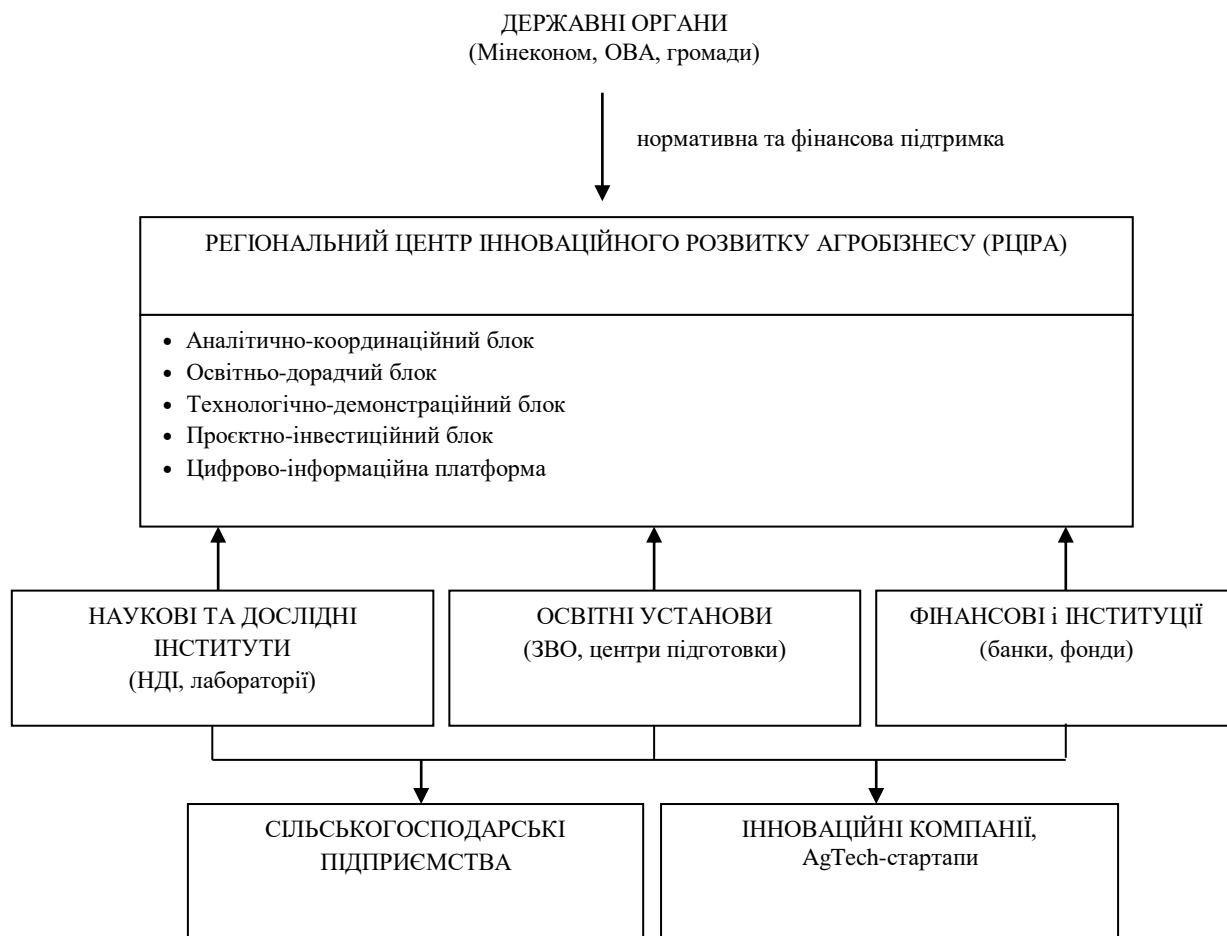 ДЕРЖАВНІ ОРГАНИ
(Мінеконом, ОВА, громади)
нормативна та фінансова підтримка
РЕГІОНАЛЬНИЙ ЦЕНТР ІННОВАЦІЙНОГО РОЗВИТКУ АГРОБІЗНЕСУ (РЦІРА)
• Аналітично-координаційний блок
• Освітньо-дорадчий блок
• Технологічно-демонстраційний блок
• Проєктно-інвестиційний блок
• Цифрово-інформаційна платформа
НАУКОВІ ТА ДОСЛІДНІ
ІНСТИТУТИ
(НДІ, лабораторії)
ОСВІТНІ УСТАНОВИ
(ЗВО, центри підготовки)
ФІНАНСОВІ і ІНСТИТУЦІЇ
(банки, фонди)
СІЛЬСЬКОГОСПОДАРСЬКІ
ПІДПРИЄМСТВА
ІННОВАЦІЙНІ КОМПАНІЇ,
AgTech-стартапи